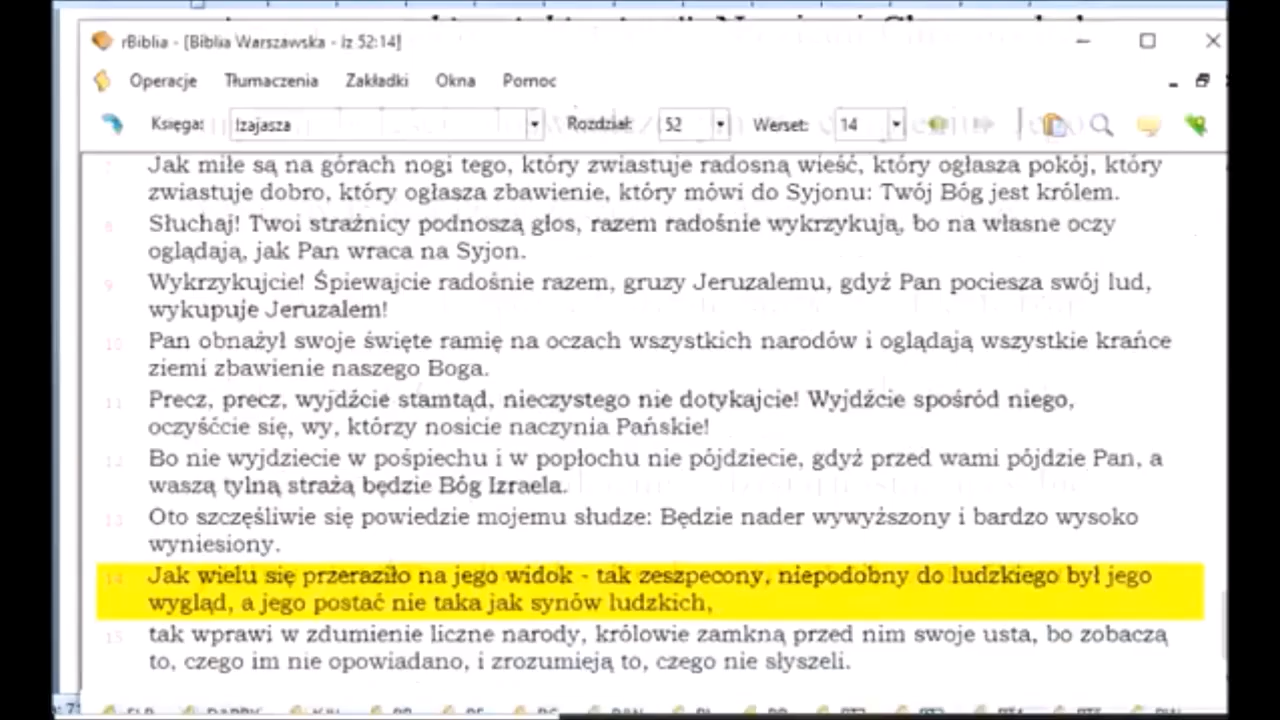 rBiblia - [Biblia Warszawska - Iz 52:14]
Operacje Tłumaczenia Zakładki Okna Pomoc
Księga: Izajasza Rozdział: 52 Werset: 14
Jak miłe są na górach nogi tego, który zwiastuje radosną wieść, który ogłasza pokój, który
zwiastuje dobro, który ogłasza zbawienie, który mówi do Syjonu: Twój Bóg jest królem.
8 Słuchaj! Twoi strażnicy podnoszą głos, razem radośnie wykrzykują, bo na własne oczy
oglądają, jak Pan wraca na Syjon.
9 Wykrzykujcie! Śpiewajcie radośnie razem, gruzy Jeruzalemu, gdyż Pan pociesza swój lud,
wykupuje Jeruzalem!
10 Pan obnażył swoje święte ramię na oczach wszystkich narodów i oglądają wszystkie krańce
ziemi zbawienie naszego Boga.
11 Precz, precz, wyjdźcie stamtąd, nieczystego nie dotykajcie! Wyjdźcie spośród niego,
oczyśćcie się, wy, którzy nosicie naczynia Pańskie!
12 Bo nie wyjdziecie w pośpiechu i w popłochu nie pójdziecie, gdyż przed wami pójdzie Pan, a
waszą tylną strażą będzie Bóg Izraela.
13 Oto szczęśliwie się powiedzie mojemu słudze: Będzie nader wywyższony i bardzo wysoko
wyniesiony.
14 Jak wielu się przeraziło na jego widok - tak zeszpecony, niepodobny do ludzkiego był jego
wygląd, a jego postać nie taka jak synów ludzkich,
15 tak wprawi w zdumienie liczne narody, królowie zamkną przed nim swoje usta, bo zobaczą
to, czego im nie opowiadano, i zrozumieją to, czego nie słyszeli.